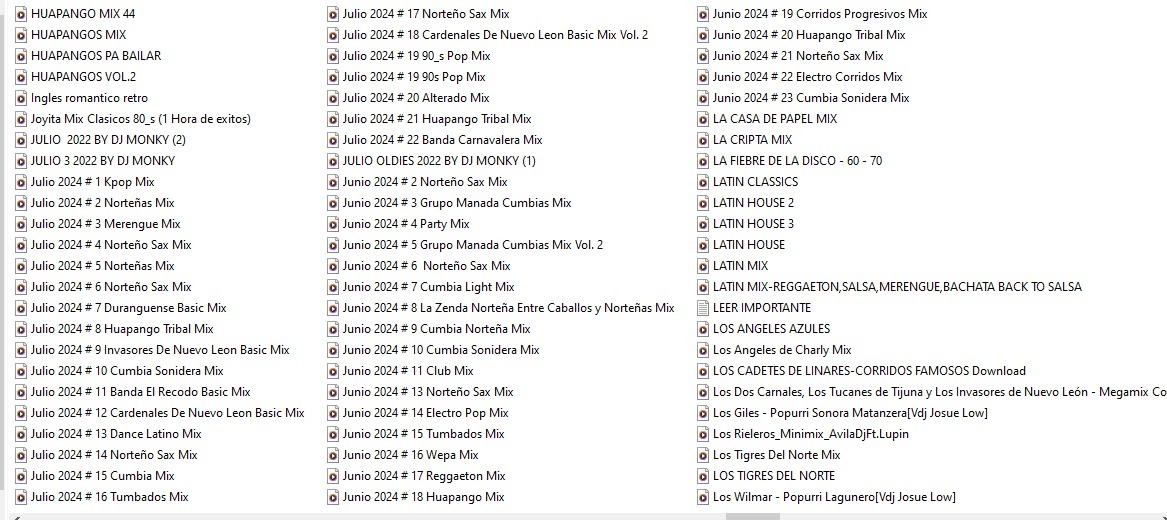 HUAPANGO MIX 44
HUAPANGOS MIX
HUAPANGOS PA BAILAR
HUAPANGOS VOL.2
Ingles romantico retro
Joyita Mix Clasicos 80_s (1 Hora de exitos)
JULIO  2022 BY DJ MONKY (2)
JULIO 3 2022 BY DJ MONKY
Julio 2024 # 1 Kpop Mix
Julio 2024 # 2 Norteñas Mix
Julio 2024 # 3 Merengue Mix
Julio 2024 # 4 Norteño Sax Mix
Julio 2024 # 5 Norteñas Mix
Julio 2024 # 6 Norteño Sax Mix
Julio 2024 # 7 Duranguense Basic Mix
Julio 2024 # 8 Huapango Tribal Mix
Julio 2024 # 9 Invasores De Nuevo Leon Basic Mix
Julio 2024 # 10 Cumbia Sonidera Mix
Julio 2024 # 11 Banda El Recodo Basic Mix
Julio 2024 # 12 Cardenales De Nuevo Leon Basic Mix
Julio 2024 # 13 Dance Latino Mix
Julio 2024 # 14 Norteño Sax Mix
Julio 2024 # 15 Cumbia Mix
Julio 2024 # 16 Tumbados Mix
Julio 2024 # 17 Norteño Sax Mix
Julio 2024 # 18 Cardenales De Nuevo Leon Basic Mix Vol. 2
Julio 2024 # 19 90_s Pop Mix
Julio 2024 # 19 90s Pop Mix
Julio 2024 # 20 Alterado Mix
Julio 2024 # 21 Huapango Tribal Mix
Julio 2024 # 22 Banda Carnavalera Mix
JULIO OLDIES 2022 BY DJ MONKY (1)
Junio 2024 # 2 Norteño Sax Mix
Junio 2024 # 3 Grupo Manada Cumbias Mix
Junio 2024 # 4 Party Mix
Junio 2024 # 5 Grupo Manada Cumbias Mix Vol. 2
Junio 2024 # 6  Norteño Sax Mix
Junio 2024 # 7 Cumbia Light Mix
Junio 2024 # 8 La Zenda Norteña Entre Caballos y Norteñas Mix
Junio 2024 # 9 Cumbia Norteña Mix
Junio 2024 # 10 Cumbia Sonidera Mix
Junio 2024 # 11 Club Mix
Junio 2024 # 13 Norteño Sax Mix
Junio 2024 # 14 Electro Pop Mix
Junio 2024 # 15 Tumbados Mix
Junio 2024 # 16 Wepa Mix
Junio 2024 # 17 Reggaeton Mix
Junio 2024 # 18 Huapango Mix
Junio 2024 # 19 Corridos Progresivos Mix
Junio 2024 # 20 Huapango Tribal Mix
Junio 2024 # 21 Norteño Sax Mix
Junio 2024 # 22 Electro Corridos Mix
Junio 2024 # 23 Cumbia Sonidera Mix
LA CASA DE PAPEL MIX
LA CRIPTA MIX
LA FIEBRE DE LA DISCO - 60 - 70
LATIN CLASSICS
LATIN HOUSE 2
LATIN HOUSE 3
LATIN HOUSE
LATIN MIX
LATIN MIX-REGGAETON,SALSA,MERENGUE,BACHATA BACK TO SALSA
LEER IMPORTANTE
LOS ANGELES AZULES
Los Angeles de Charly Mix
LOS CADETES DE LINARES-CORRIDOS FAMOSOS Download
Los Dos Carnales, Los Tucanes de Tijuna y Los Invasores de Nuevo León - Megamix Co
Los Giles - Popurri Sonora Matanzera[Vdj Josue Low]
Los Rieleros_Minimix_AvilaDjFt.Lupin
Los Tigres Del Norte Mix
LOS TIGRES DEL NORTE
Los Wilmar - Popurri Lagunero[Vdj Josue Low]